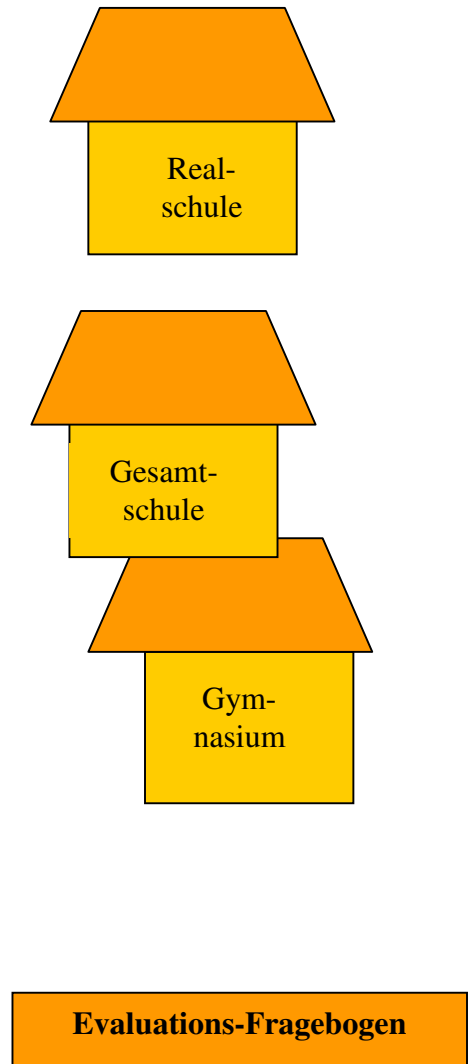 Real-
schule
Gesamt-
schule
Gym-
nasium
Evaluations-Fragebogen